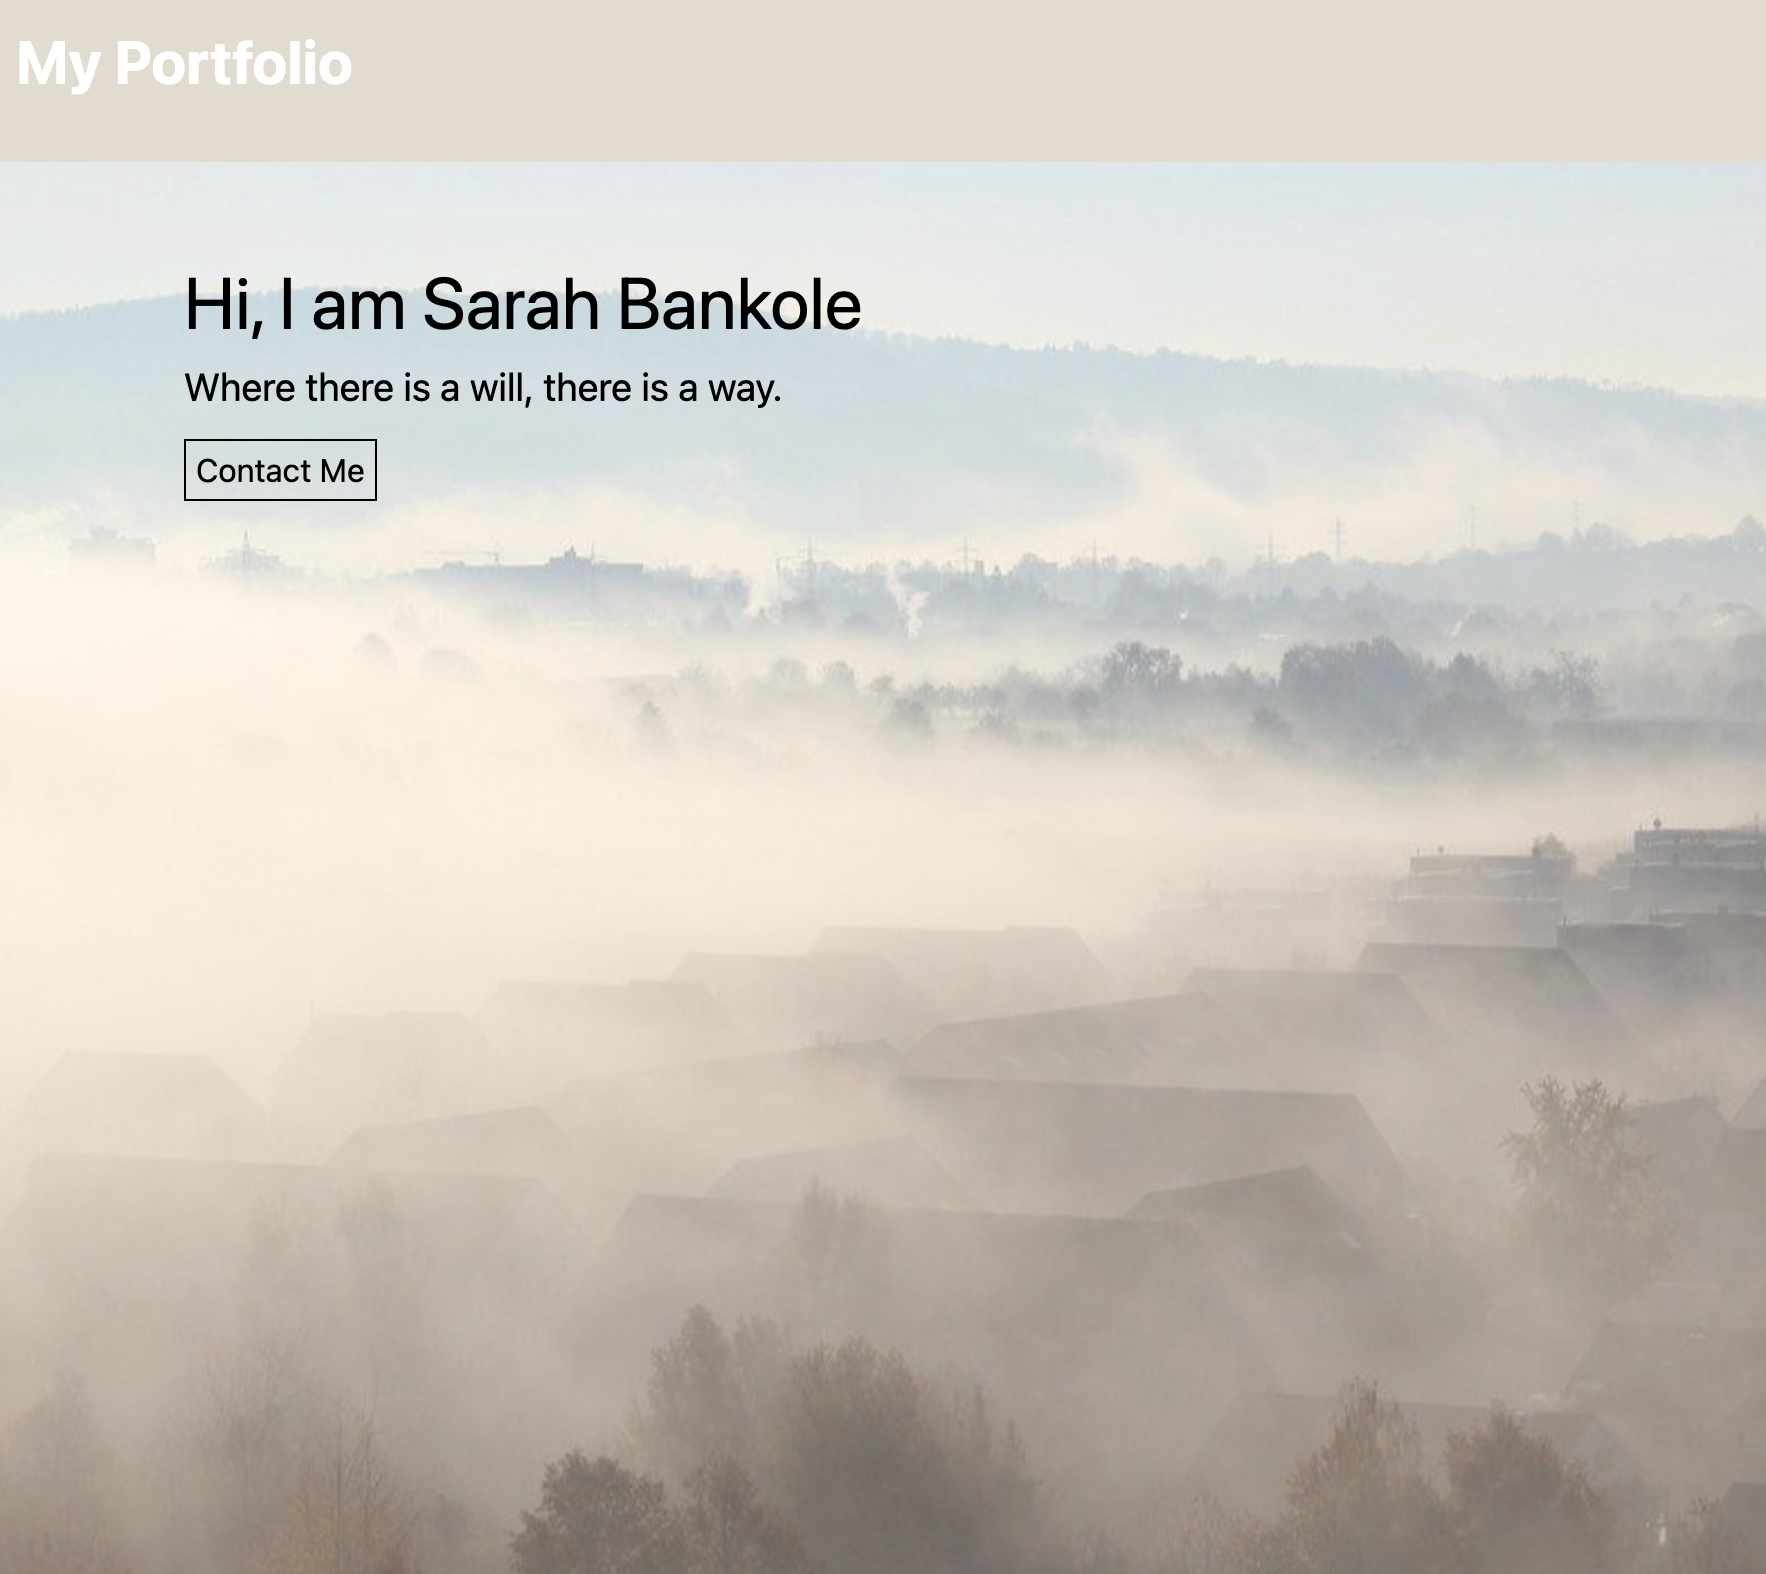 My Portfolio
Hi, I am Sarah Bankole
Where there is a will, there is a way.
Contact Me